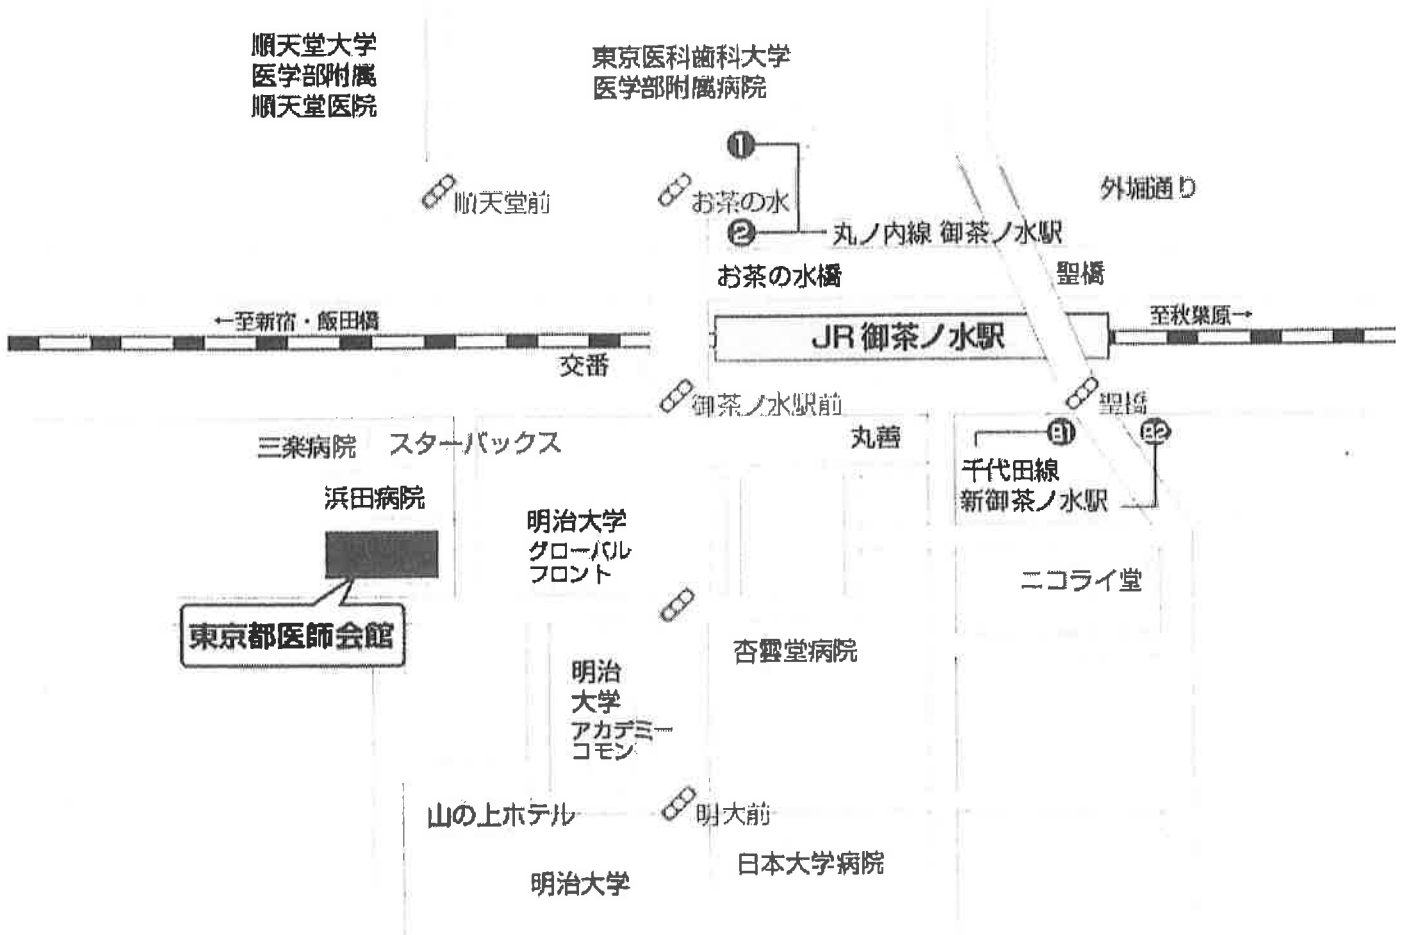 順天堂大学
医学部附属
順天堂医院
東京医科歯科大学
医学部附属病院
1
順天堂前
お茶の水
外堀通り
2
丸ノ内線 御茶ノ水駅
お茶の水橋
聖橋
←至新宿・飯田橋
至秋葉原→
JR 御茶ノ水駅
交番
御茶ノ水駅前
聖橋
三楽病院
スターバックス
丸善
B1
B2
千代田線
新御茶ノ水駅
浜田病院
明治大学
グローバル
フロント
ニコライ堂
東京都医師会館
杏雲堂病院
明治
大学
アカデミー
コモン
山の上ホテル
明大前
日本大学病院
明治大学